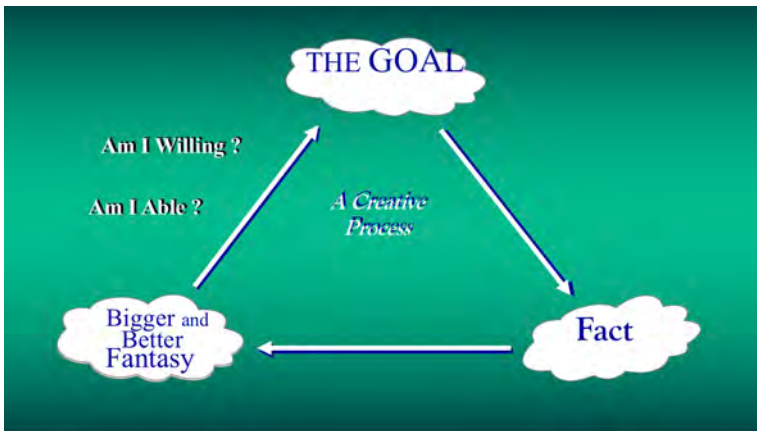 THE GOAL
Am I Willing ?
Am I Able ?
A Creative
Process
Bigger and
Better
Fantasy
Fact